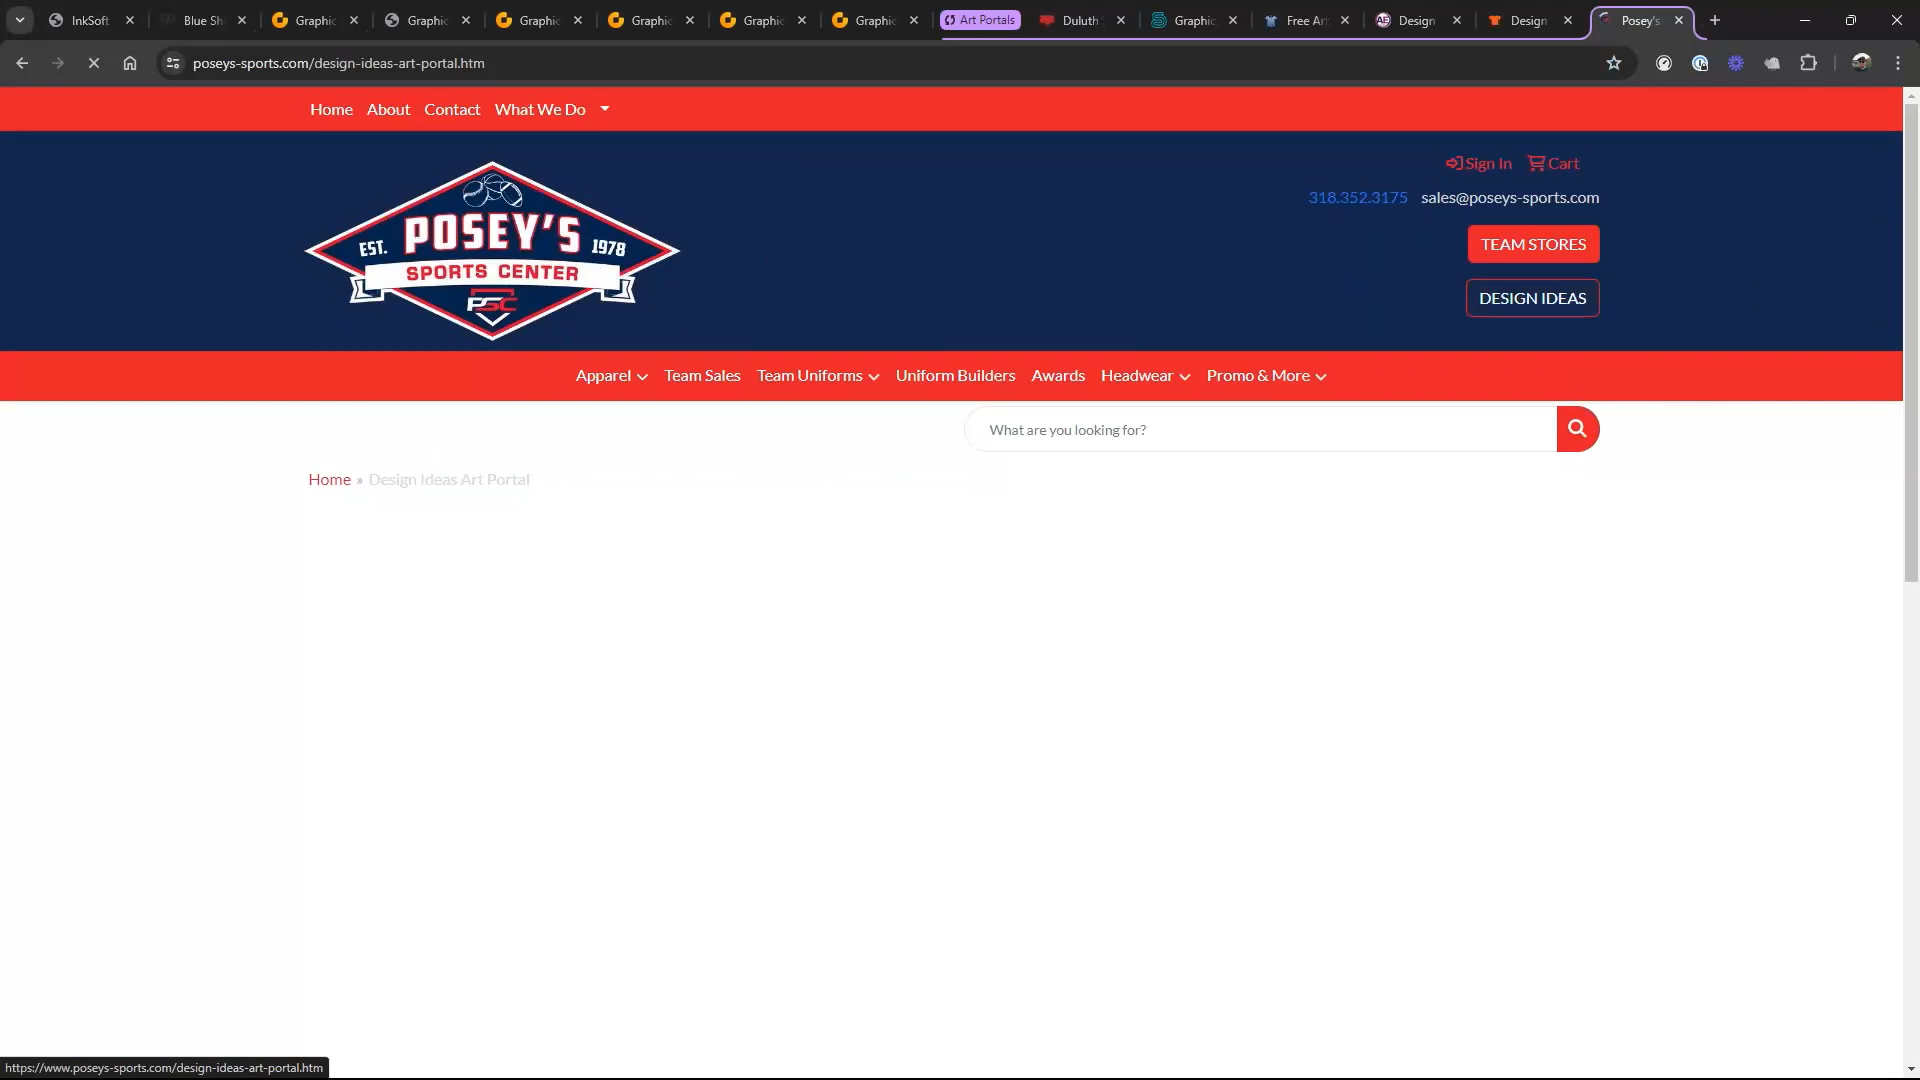 InkSoft
Blue Sh
Graphic
Graphic
Graphic
Graphic
Graphic
Graphic
Art Portals
Duluth
Graphic
Free Art
Design
Design
Posey's
poseys-sports.com/design-ideas-art-portal.htm
Home About Contact What We Do
Sign In Cart
318.352.3175 sales@poseys-sports.com
TEAM STORES
DESIGN IDEAS
EST. POSEY'S 1978
SPORTS CENTER
PSC
Apparel Team Sales Team Uniforms Uniform Builders Awards Headwear Promo & More
What are you looking for?
Home » Design Ideas Art Portal
https://www.poseys-sports.com/design-ideas-art-portal.htm